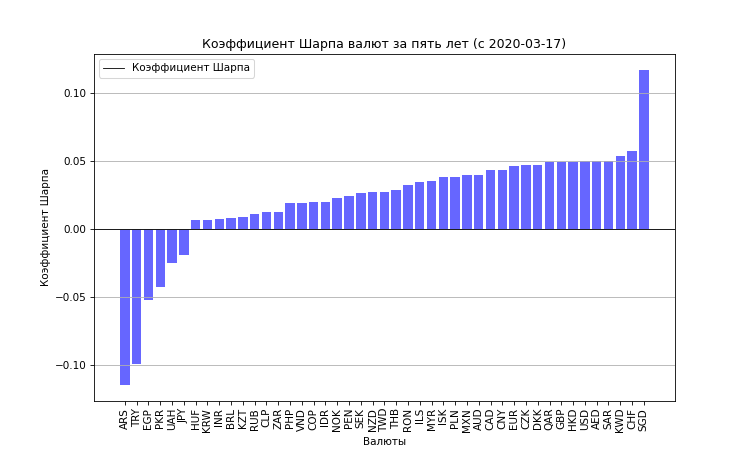 Коэффициент Шарпа валют за пять лет (с 2020-03-17)
Коэффициент Шарпа
0.10
0.05
0.00
−0.05
−0.10
Коэффициент Шарпа
ARS TRY EGP PKR UAH JPY HUF KRW INR BRL KZT RUB CLP ZAR PHP VND COP IDR NOK PEN SEK NZD TWD THB RON ILS MYR ISK PLN MXN AUD CAD CNY EUR CZK DKK QAR GBP HKD USD AED SAR KWD CHF SGD
Валюты